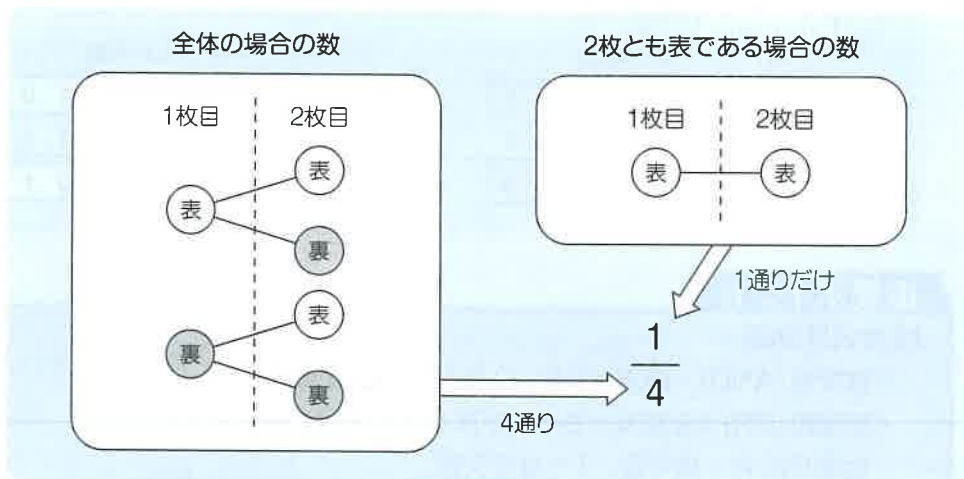 全体の場合の数
1枚目
2枚目
表
表
裏
裏
表
裏
4通り
2枚とも表である場合の数
1枚目
2枚目
表
表
1通りだけ
1
4